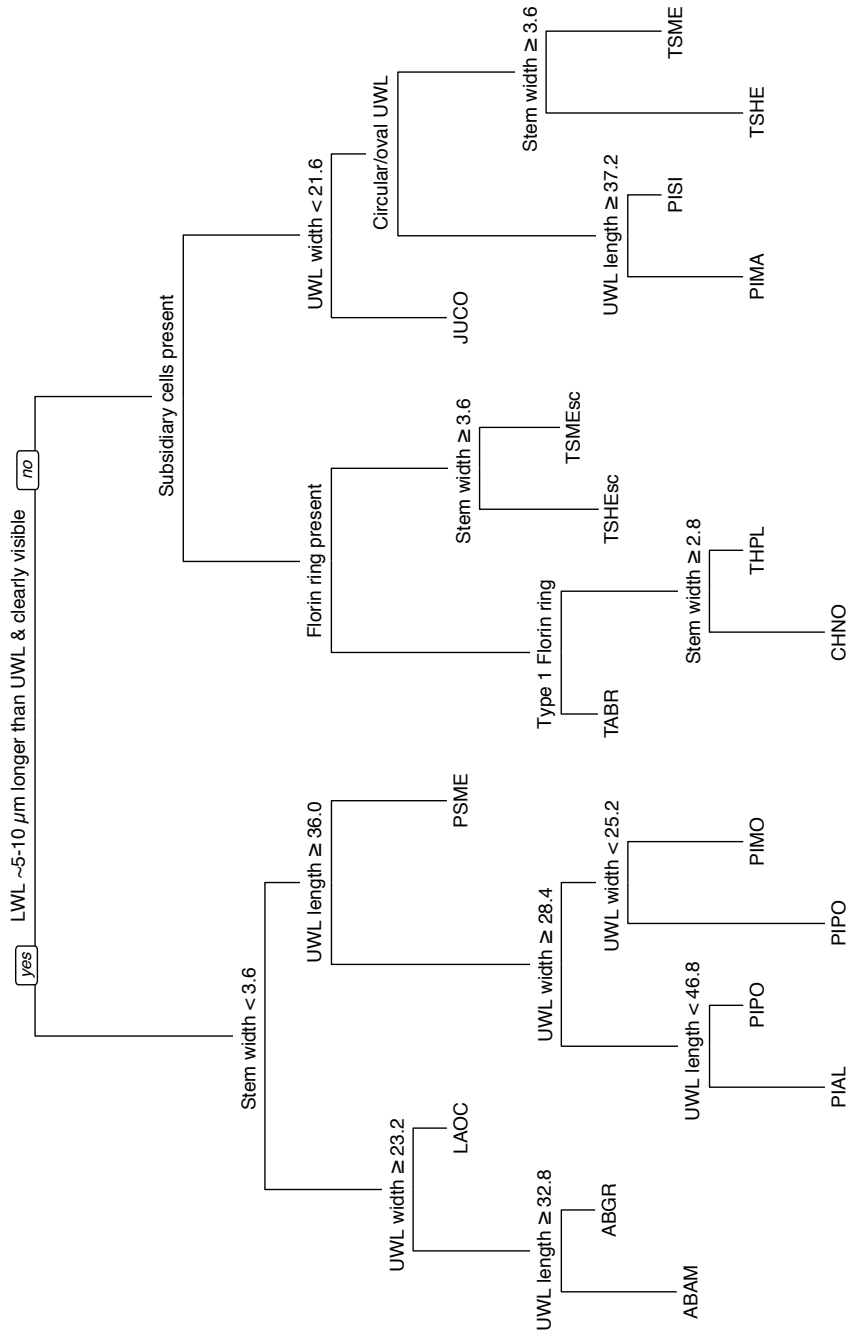 LWL ~5-10 µm longer than UWL & clearly visible
yes
no
Stem width < 3.6
Subsidiary cells present
UWL width ≥ 23.2
UWL length ≥ 36.0
Florin ring present
UWL width < 21.6
UWL length ≥ 32.8
LAOC
UWL width ≥ 28.4
PSME
Type 1 Florin ring
Stem width ≥ 3.6
JUCO
Circular/oval UWL
ABAM
ABGR
UWL length < 46.8
UWL width < 25.2
TABR
Stem width ≥ 2.8
TSHEsc
TSMEsc
UWL length ≥ 37.2
Stem width ≥ 3.6
PIAL
PIPO
PIPO
PIMO
CHNO
THPL
PIMA
PISI
TSHE
TSME